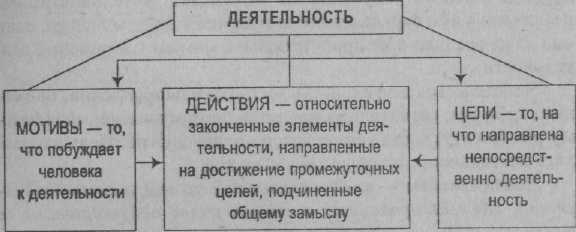 ДЕЯТЕЛЬНОСТЬ
МОТИВЫ — то,
что побуждает
человека
к деятельности
ДЕЙСТВИЯ — относительно
законченные элементы дея-
тельности, направленные
на достижение промежуточных
целей, подчиненные
общему замыслу
ЦЕЛИ — то, на
что направлена
непосредст-
венно деятель-
ность